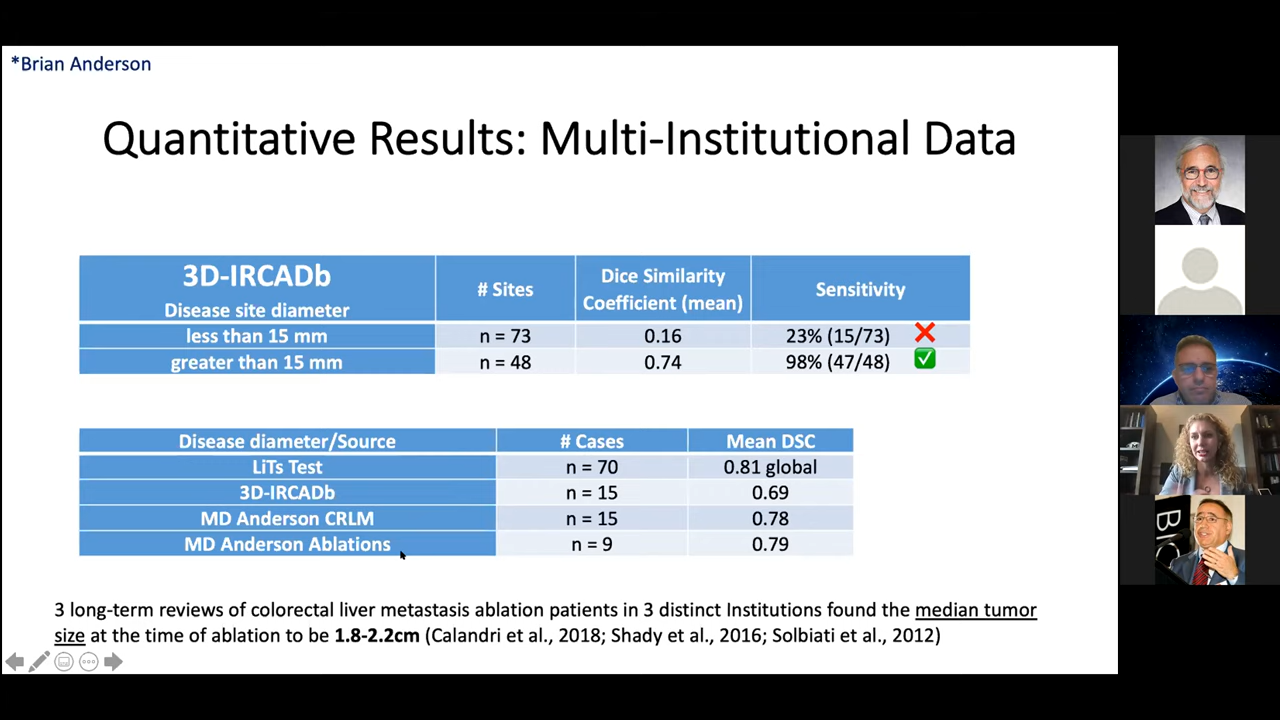 *Brian Anderson
Quantitative Results: Multi-Institutional Data
3D-IRCADb
Disease site diameter
# Sites
Dice Similarity
Coefficient (mean)
Sensitivity
less than 15 mm
n = 73
0.16
23% (15/73)
greater than 15 mm
n = 48
0.74
98% (47/48)
Disease diameter/Source
# Cases
Mean DSC
LiTs Test
n = 70
0.81 global
3D-IRCADb
n = 15
0.69
MD Anderson CRLM
n = 15
0.78
MD Anderson Ablations
n = 9
0.79
3 long-term reviews of colorectal liver metastasis ablation patients in 3 distinct Institutions found the median tumor
size at the time of ablation to be 1.8-2.2cm (Calandri et al., 2018; Shady et al., 2016; Solbiati et al., 2012)